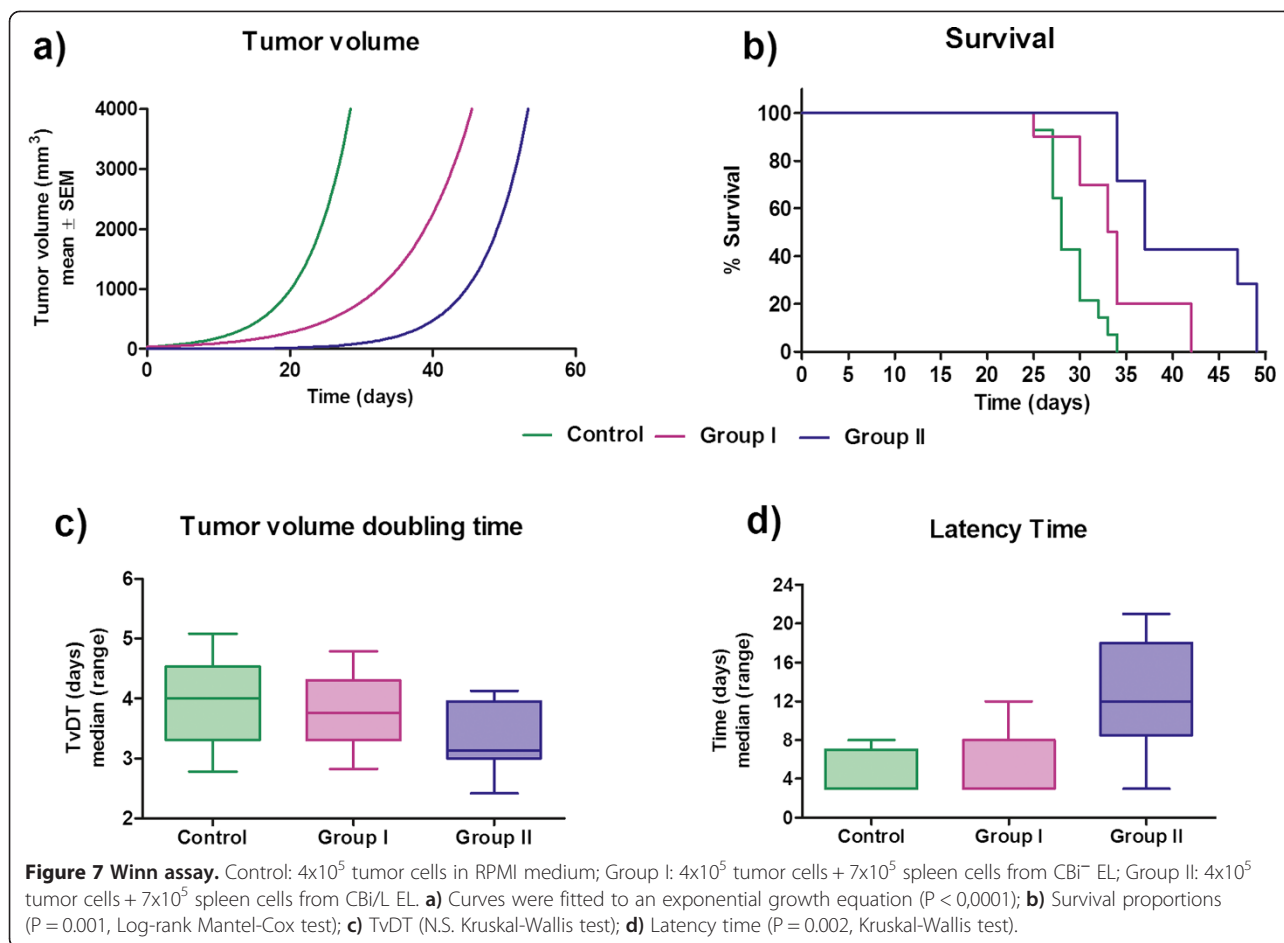 a)
Tumor volume
Tumor volume (mm³)
mean ± SEM
4000
3000
2000
1000
0
0 20 40 60
Time (days)
b)
Survival
% Survival
100
80
60
40
20
0
0 5 10 15 20 25 30 35 40 45 50
Time (days)
Control Group I Group II
c)
Tumor volume doubling time
TvDT (days)
median (range)
6
5
4
3
2
Control Group I Group II
d)
Latency Time
Time (days)
median (range)
24
20
16
12
8
4
0
Control Group I Group II
Figure 7 Winn assay. Control: 4x10⁵ tumor cells in RPMI medium; Group I: 4x10⁵ tumor cells + 7x10⁵ spleen cells from CBi⁻ EL; Group II: 4x10⁵
tumor cells + 7x10⁵ spleen cells from CBi/L EL. a) Curves were fitted to an exponential growth equation (P < 0,0001); b) Survival proportions
(P = 0.001, Log-rank Mantel-Cox test); c) TvDT (N.S. Kruskal-Wallis test); d) Latency time (P = 0.002, Kruskal-Wallis test).